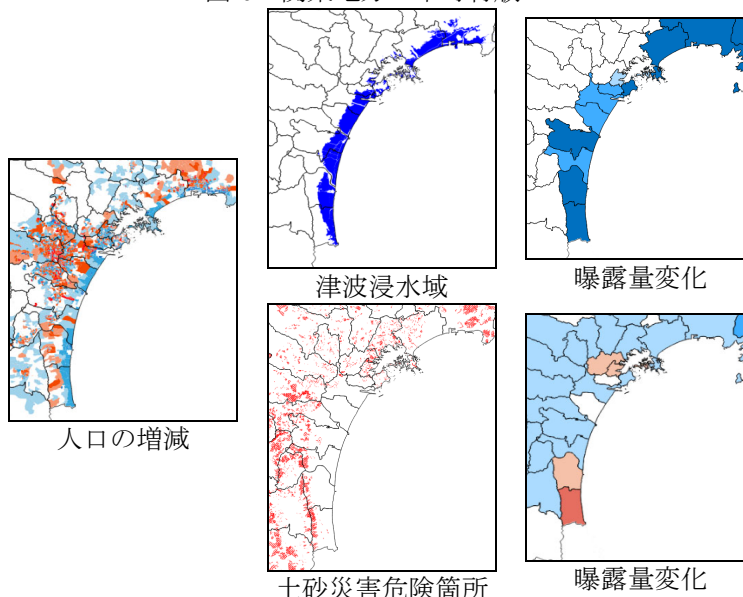 津波浸水域
曝露量変化
人口の増減
土砂災害危険箇所
曝露量変化